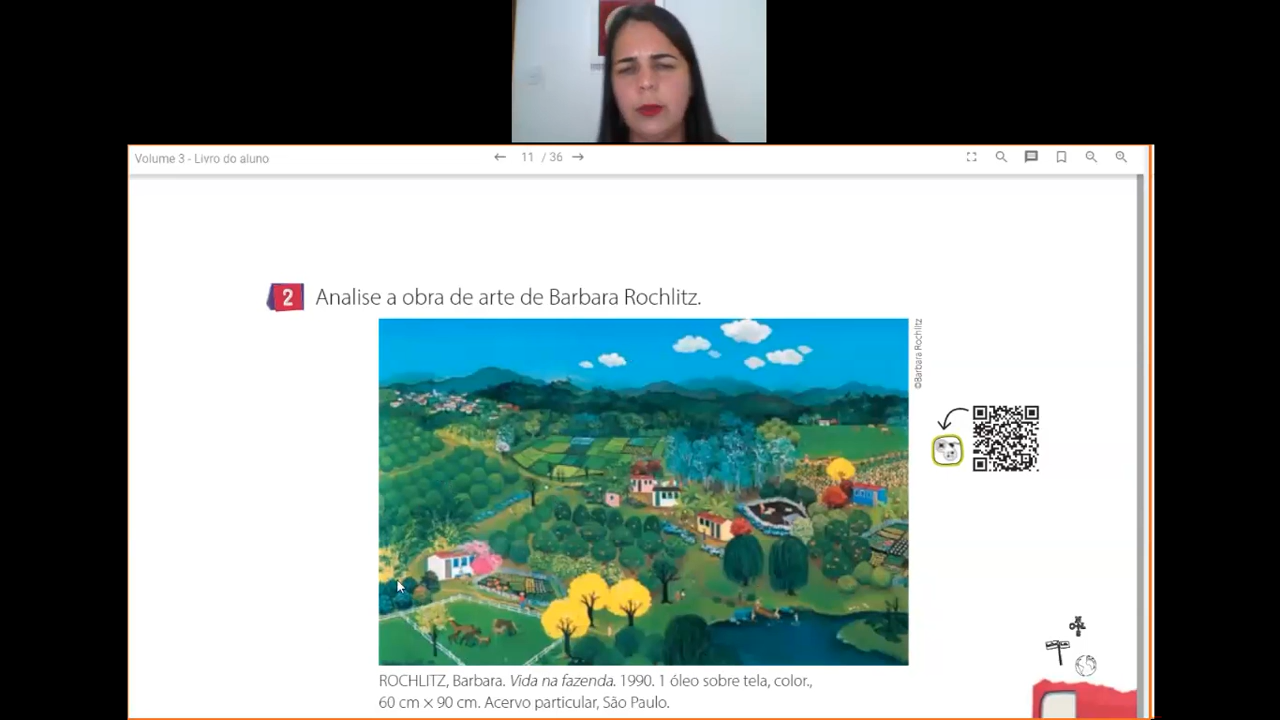 Volume 3 - Livro do aluno
11 / 36
2 Analise a obra de arte de Barbara Rochlitz.
©Barbara Rochlitz
ROCHLITZ, Barbara. Vida na fazenda. 1990. 1 óleo sobre tela, color.,
60 cm × 90 cm. Acervo particular, São Paulo.